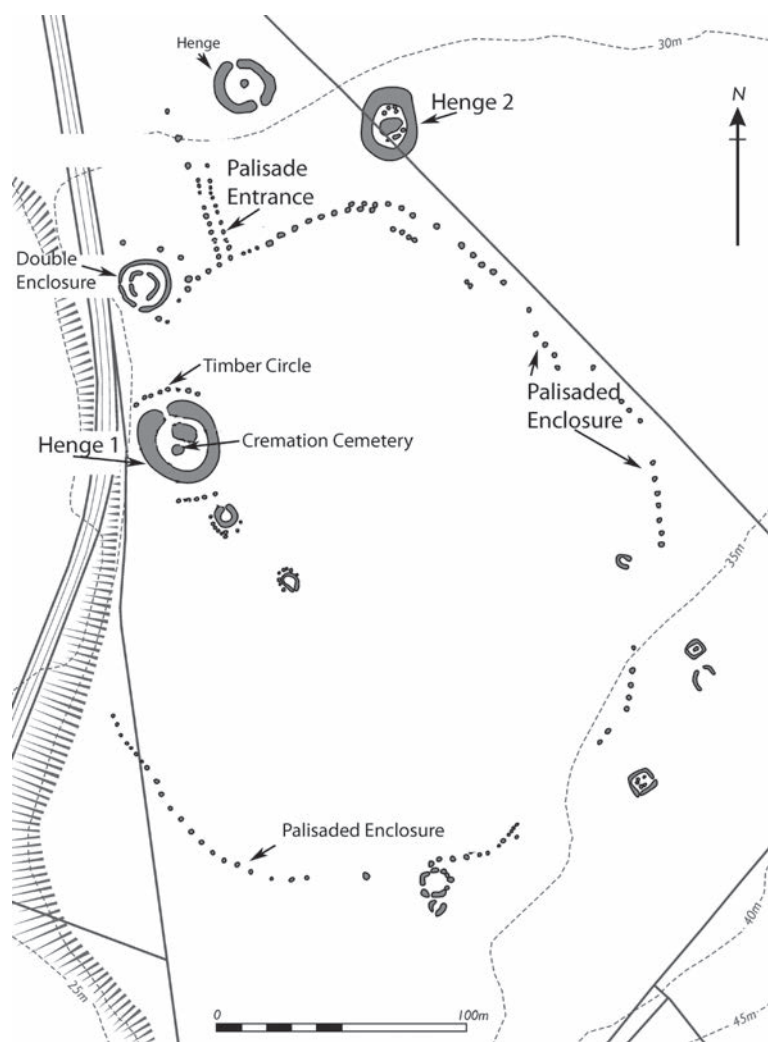 Henge
30m
Henge 2
N
Palisade
Entrance
Double
Enclosure
Timber Circle
Palisaded
Enclosure
Henge 1
Cremation Cemetery
35m
Palisaded Enclosure
40m
25m
45m
0
100m